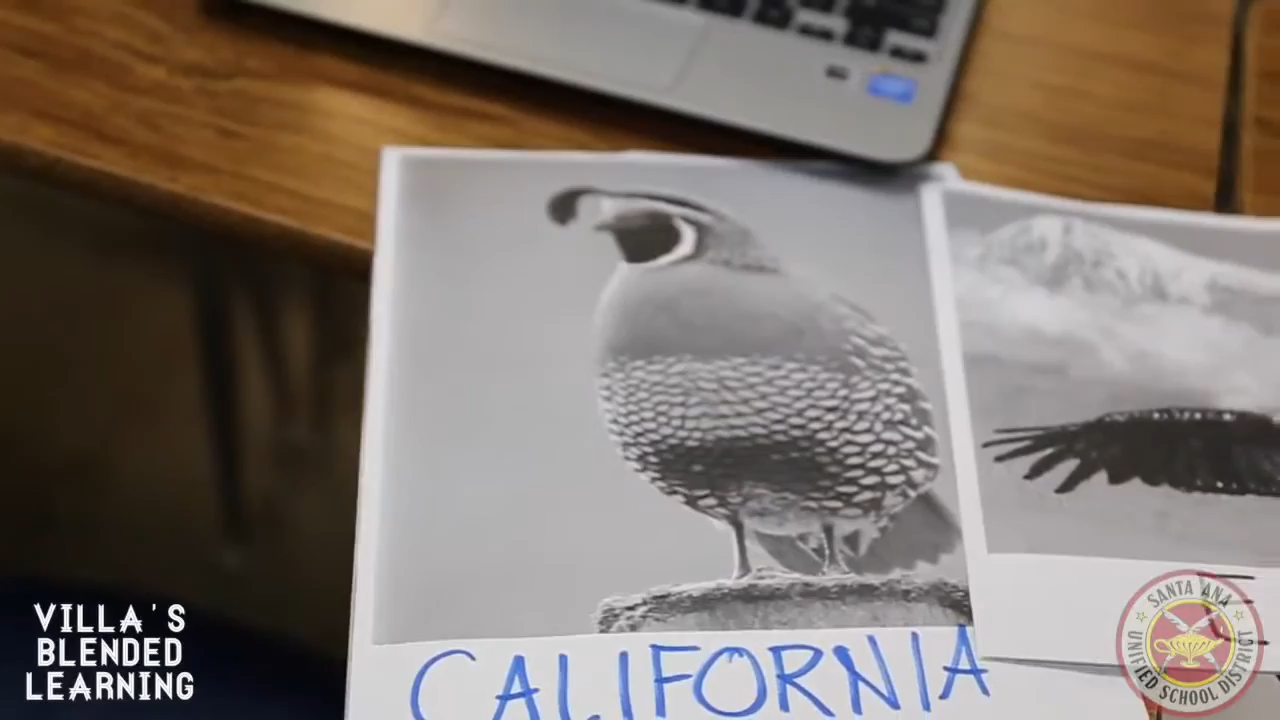 CALIFORNIA
VILLA'S
BLENDED
LEARNING
SANTA ANA
UNIFIED SCHOOL DISTRICT